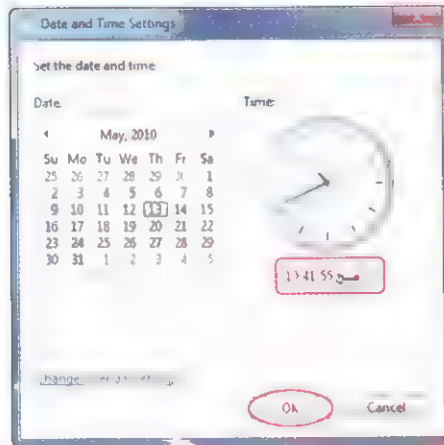 Date and Time Settings
Set the date and time
Date:
Time:
May, 2010
Su Mo Tu We Th Fr Sa
25 26 27 28 29 30 1
2 3 4 5 6 7 8
9 10 11 12 13 14 15
16 17 18 19 20 21 22
23 24 25 26 27 28 29
30 31 1 2 3 4 5
Change
Ok
Cancel